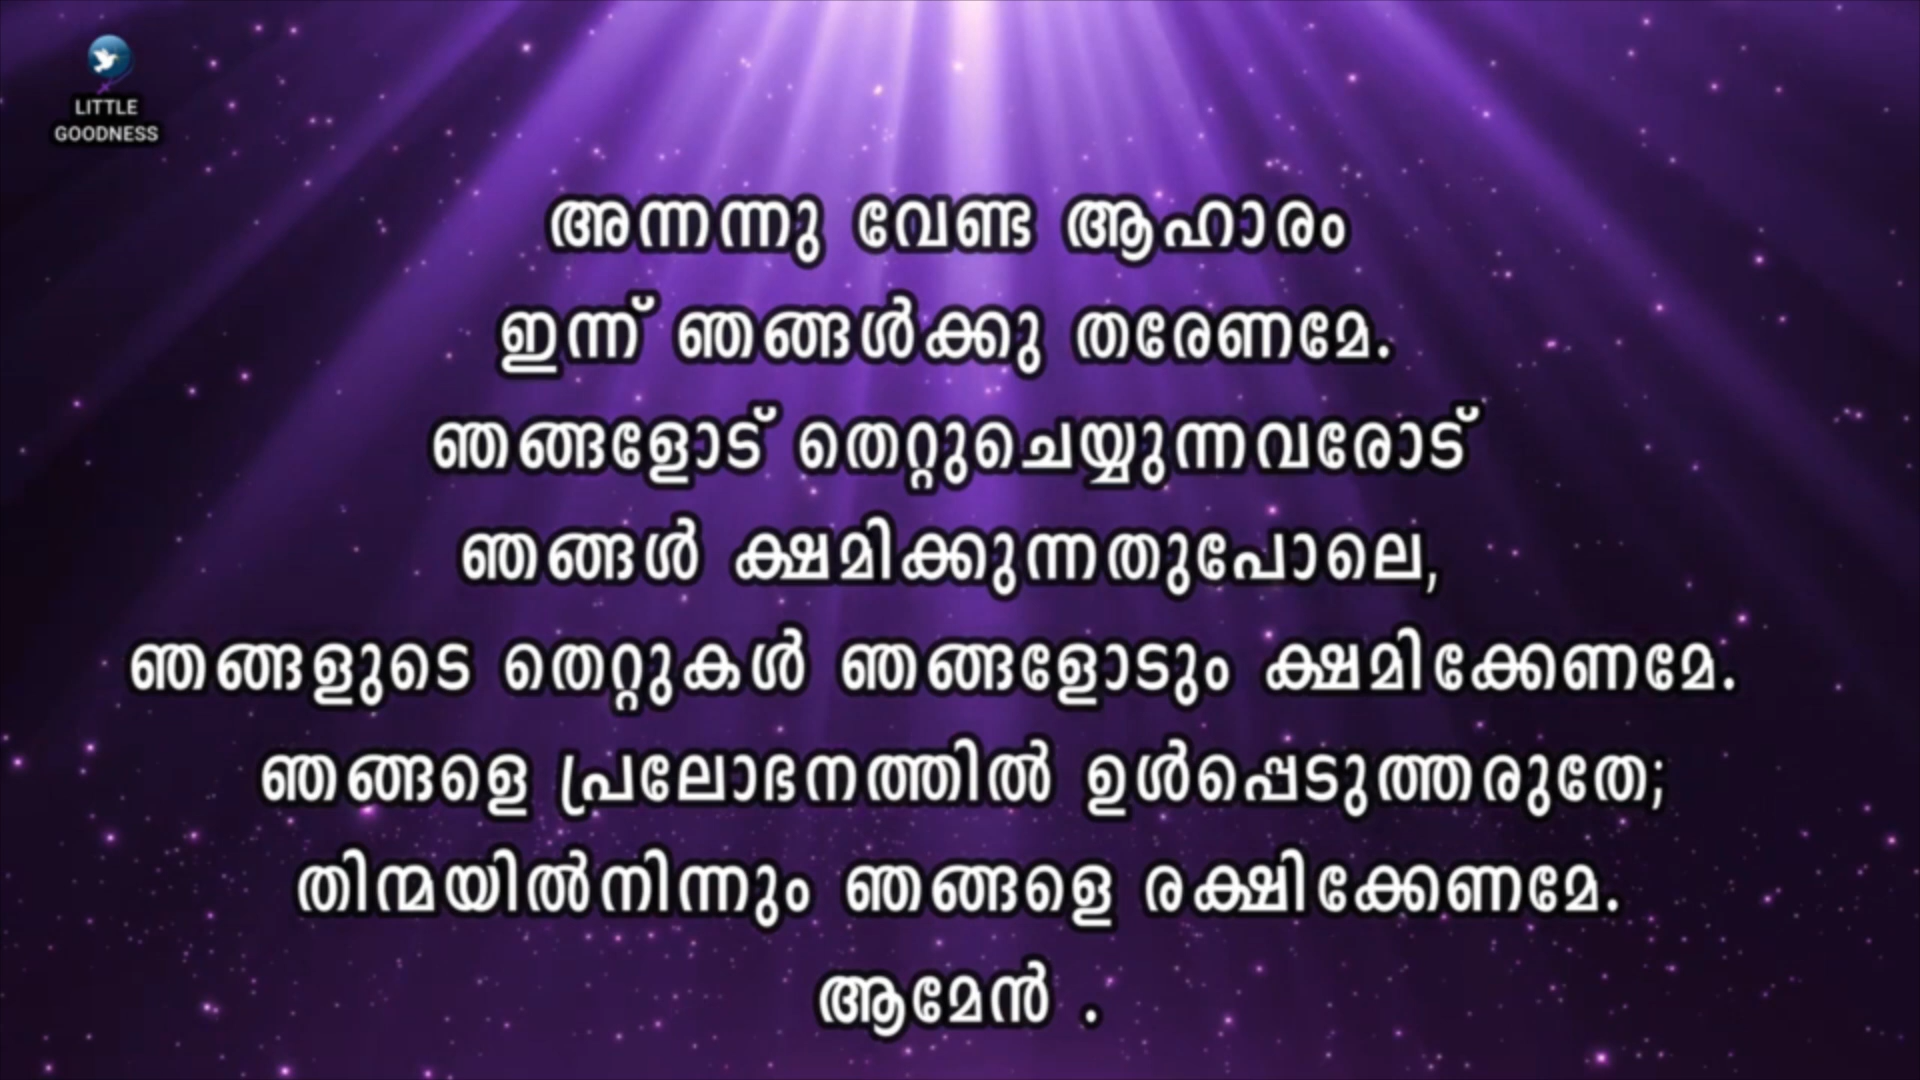 LITTLE
GOODNESS
അന്നന്നു വേണ്ട ആഹാരം
ഇന്ന് ഞങ്ങൾക്കു തരേണമേ.
ഞങ്ങളോട് തെറ്റുചെയ്യുന്നവരോട്
ഞങ്ങൾ ക്ഷമിക്കുന്നതുപോലെ,
ഞങ്ങളുടെ തെറ്റുകൾ ഞങ്ങളോടും ക്ഷമിക്കേണമേ.
ഞങ്ങളെ പ്രലോഭനത്തിൽ ഉൾപ്പെടുത്തരുതേ;
തിന്മയിൽനിന്നും ഞങ്ങളെ രക്ഷിക്കേണമേ.
ആമേൻ .